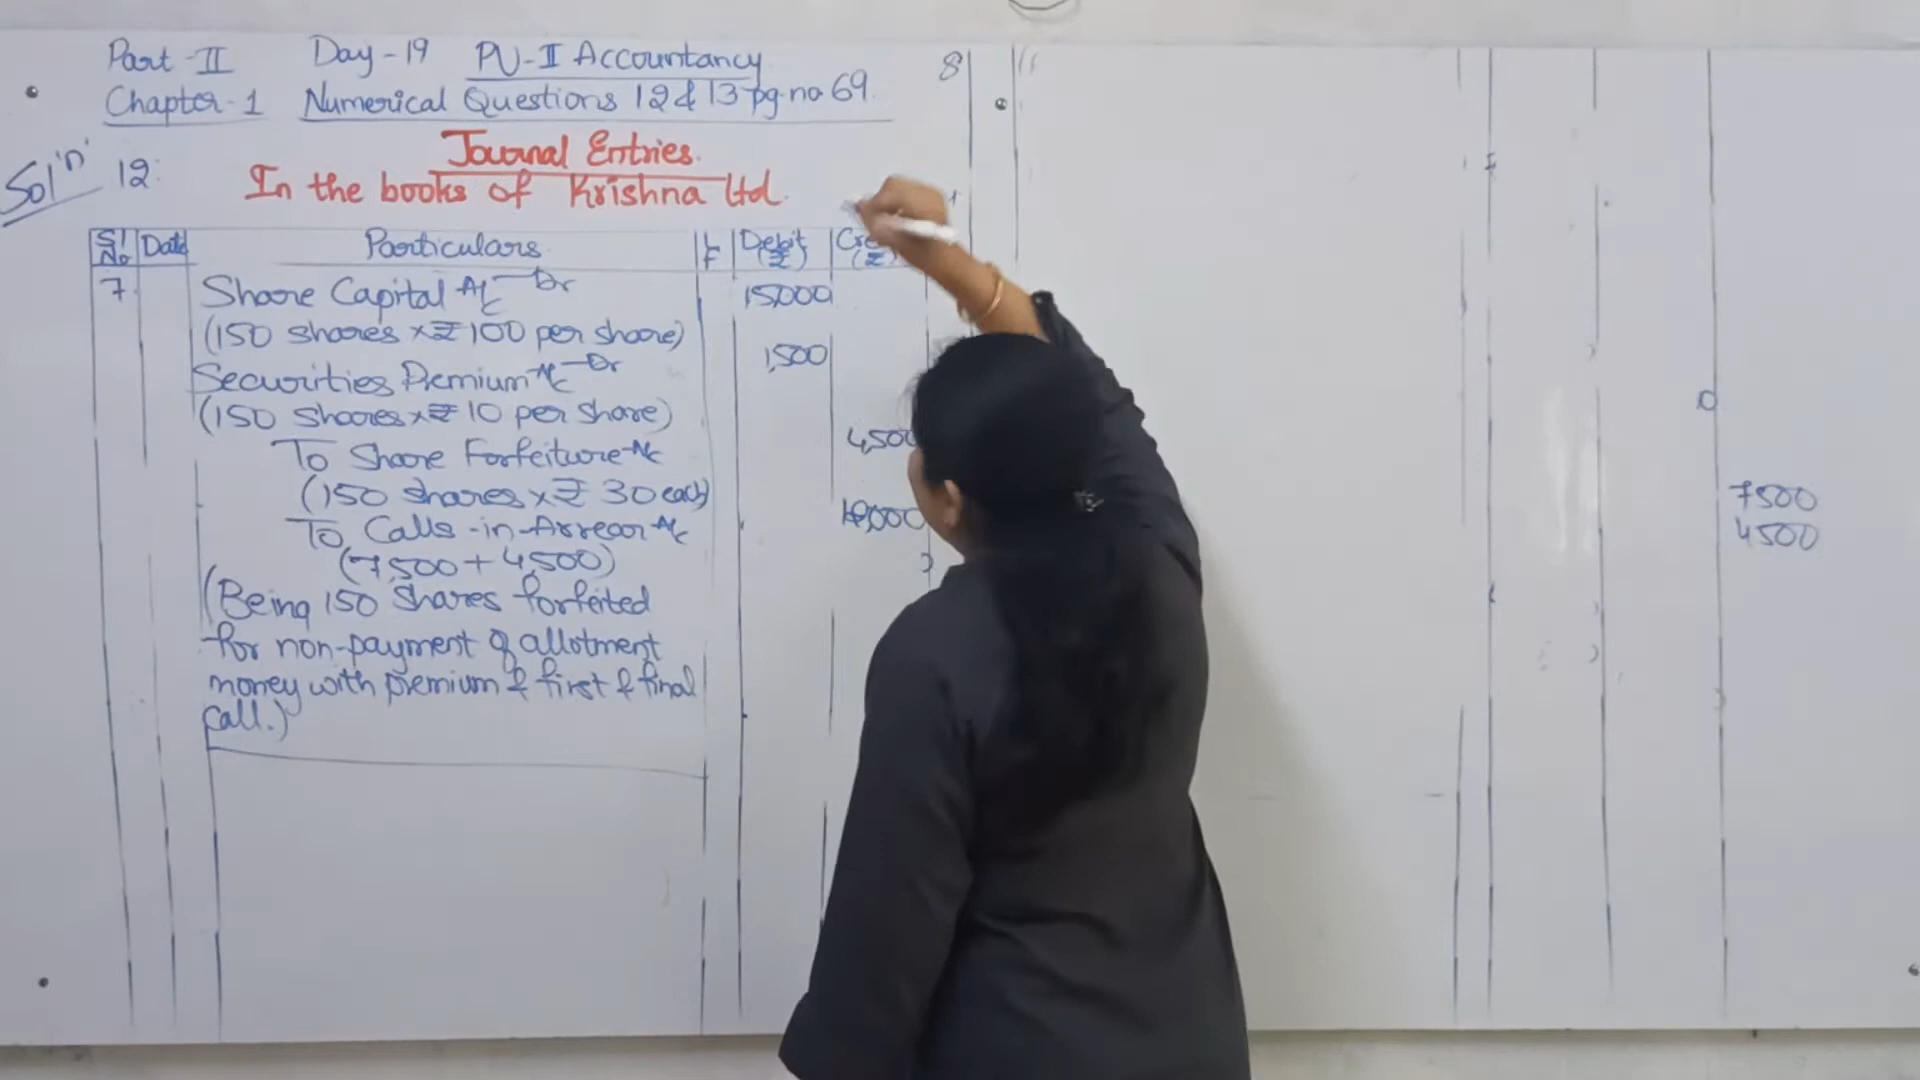 Part-II Day-19 PU-II Accountancy
Chapter-1 Numerical Questions 12 & 13 pg.no 69.
Journal Entries.
Sol'n' 12: In the books of Krishna Ltd.
Sl No Date Particulars LF Debit (₹) (₹)
7 Share Capital A/c Dr 15,000
(150 shares x ₹100 per share)
Securities Premium A/c Dr 1,500
(150 shares x ₹ 10 per share)
To Share Forfeiture A/c 4,500
(150 shares x ₹ 30 each)
To Calls-in-Arrear A/c
(7,500 + 4,500)
(Being 150 shares forfeited
for non-payment of allotment
money with premium & first & final
call.)
8
7500
4500